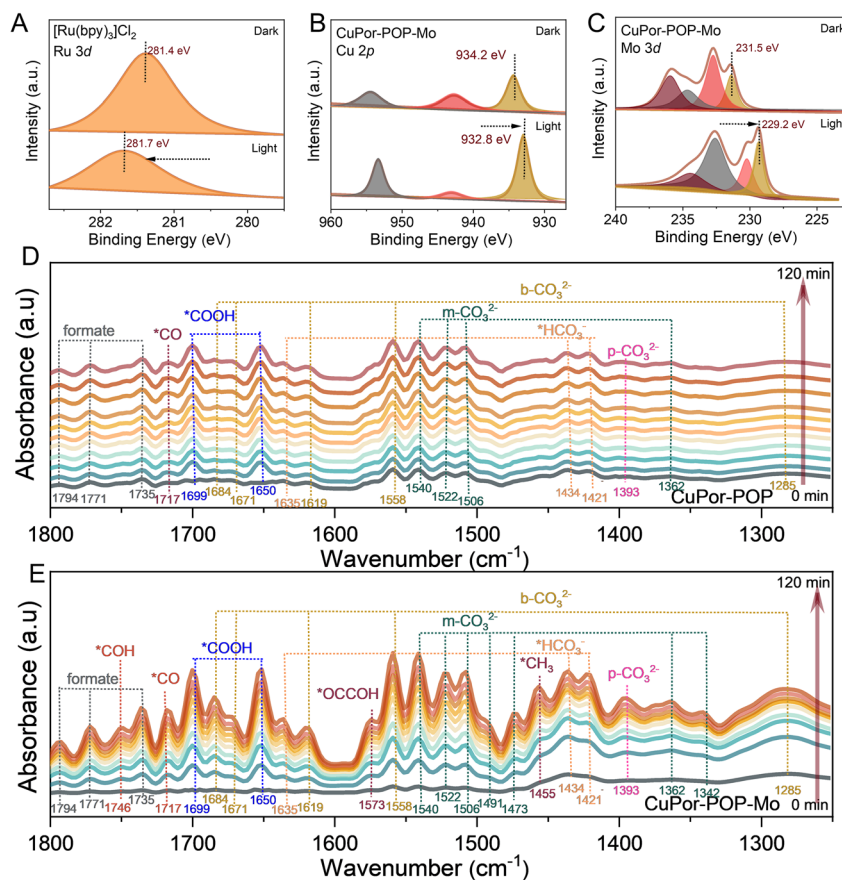 A
[Ru(bpy)₃]Cl₂
Ru 3d
281.4 eV
Dark
281.7 eV
Light
Intensity (a.u.)
282
281
280
Binding Energy (eV)
B
CuPor-POP-Mo
Cu 2p
Dark
934.2 eV
Light
932.8 eV
Intensity (a.u.)
960
950
940
930
Binding Energy (eV)
C
CuPor-POP-Mo
Mo 3d
Dark
231.5 eV
229.2 eV
Light
Intensity (a.u.)
240
235
230
225
Binding Energy (eV)
D
120 min
b-CO₃²⁻
m-CO₃²⁻
*COOH
formate
*CO
*HCO₃⁻
p-CO₃²⁻
1794
1771
1735
1717
1699
1684
1671
1650
1635
1619
1558
1540
1522
1506
1434
1421
1393
1362
1285
CuPor-POP
0 min
Absorbance (a.u)
1800
1700
1600
1500
1400
1300
Wavenumber (cm⁻¹)
E
120 min
b-CO₃²⁻
m-CO₃²⁻
*COH
*COOH
*HCO₃⁻
formate
*CO
*OCCOH
*CH₃
p-CO₃²⁻
1794
1771
1746
1735
1717
1699
1684
1671
1650
1635
1619
1573
1558
1540
1522
1506
1491
1473
1455
1434
1421
1393
1362
1342
1285
CuPor-POP-Mo
0 min
Absorbance (a.u)
1800
1700
1600
1500
1400
1300
Wavenumber (cm⁻¹)